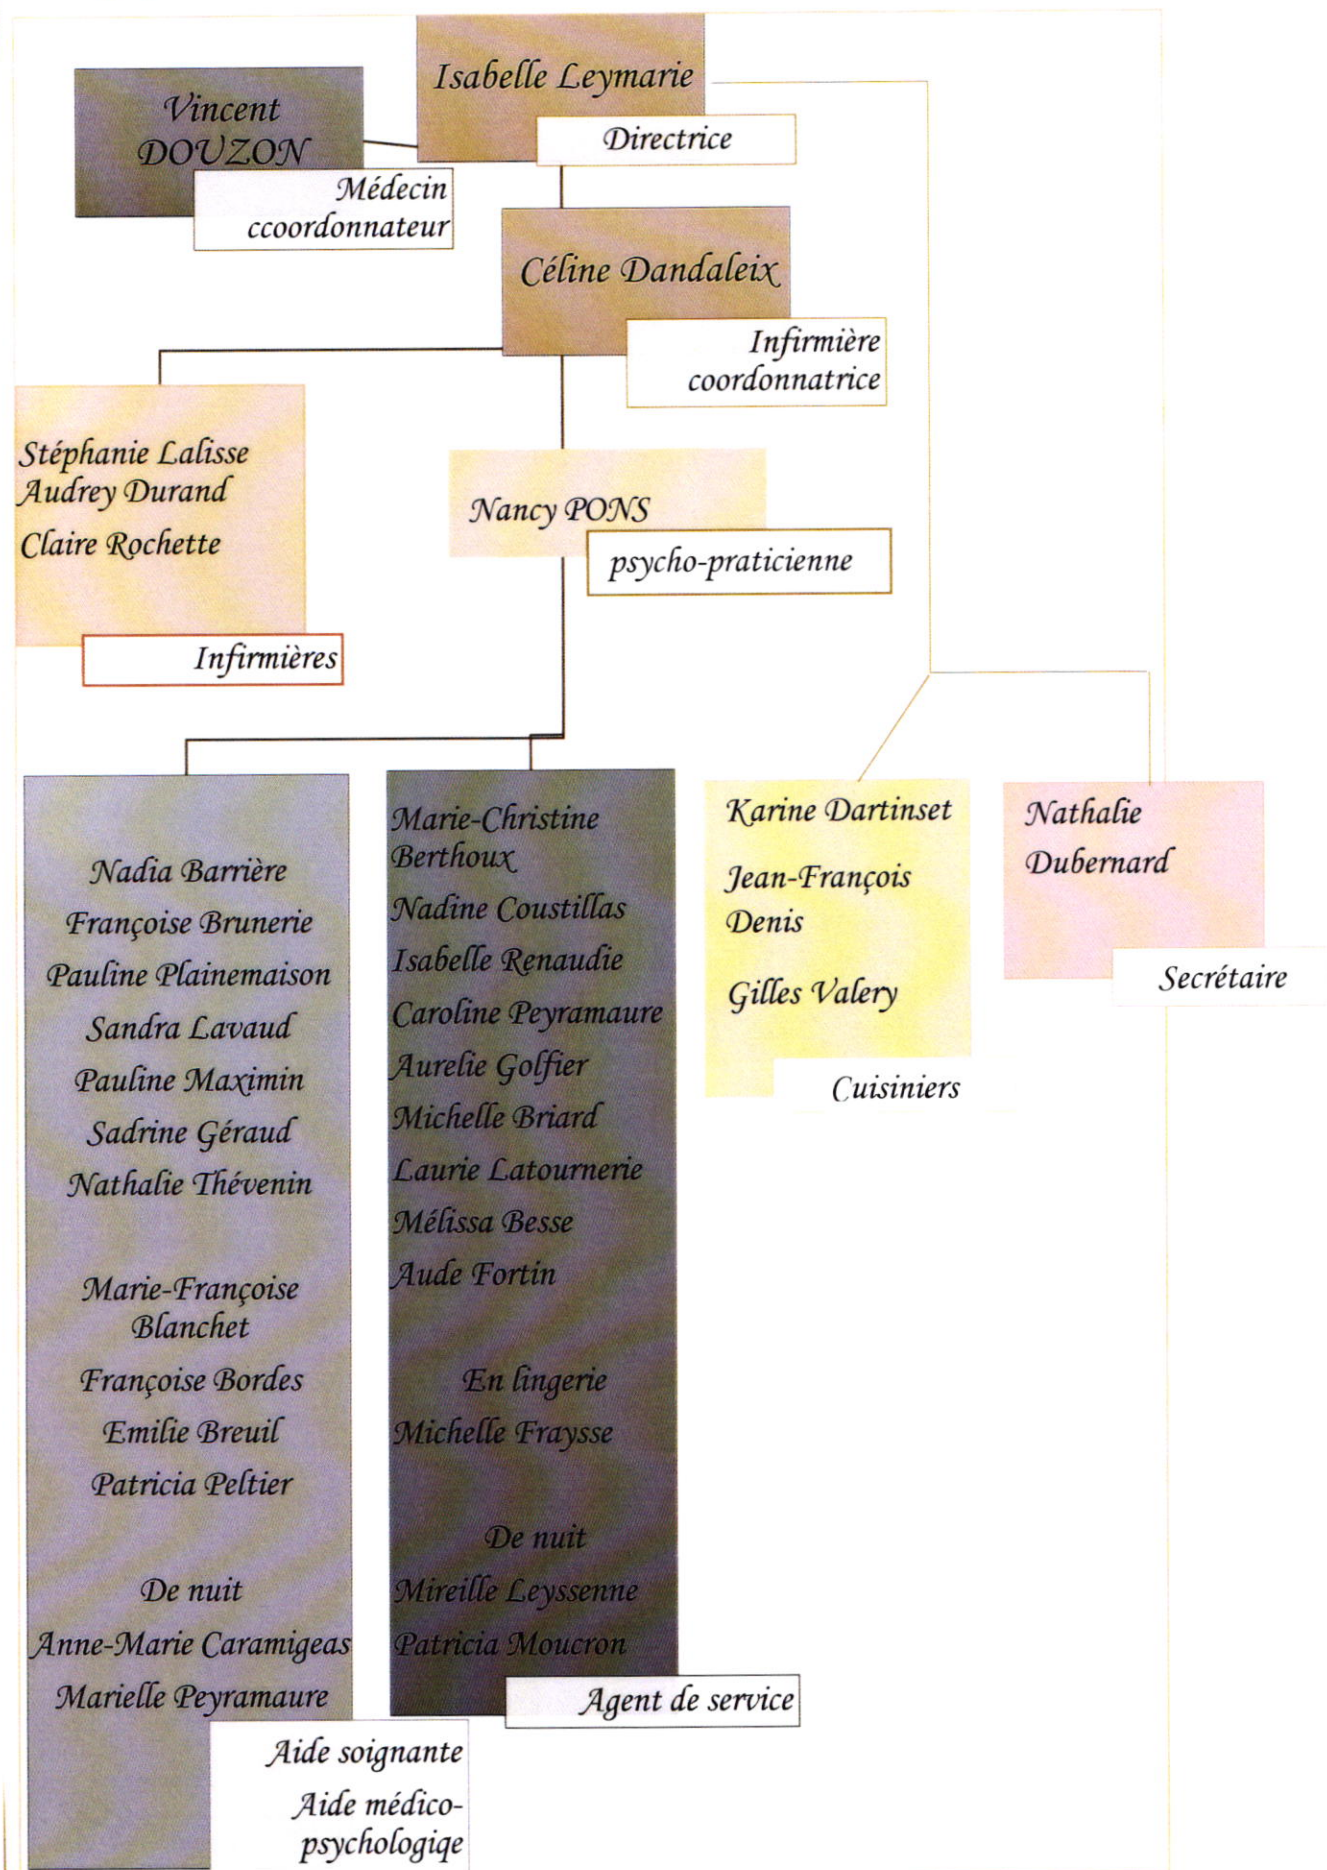 Isabelle Leymarie
Directrice
Vincent
DOUZON
Médecin
ccoordonnateur
Céline Dandaleix
Infirmière
coordonnatrice
Stéphanie Lalisse
Audrey Durand
Claire Rochette
Infirmières
Nancy PONS
psycho-praticienne
Nadia Barrière
Françoise Brunerie
Pauline Plainemaison
Sandra Lavaud
Pauline Maximin
Sadrine Géraud
Nathalie Thévenin
Marie-Françoise
Blanchet
Françoise Bordes
Emilie Breuil
Patricia Peltier
De nuit
Anne-Marie Caramigeas
Marielle Peyramaure
Aide soignante
Aide médico-
psychologiqe
Marie-Christine
Berthoux
Nadine Coustillas
Isabelle Renaudie
Caroline Peyramaure
Aurelie Golfier
Michelle Briard
Laurie Latournerie
Mélissa Besse
Aude Fortin
En lingerie
Michelle Fraysse
De nuit
Mireille Leyssenne
Patricia Moucron
Agent de service
Karine Dartinset
Jean-François
Denis
Gilles Valery
Cuisiniers
Nathalie
Dubernard
Secrétaire